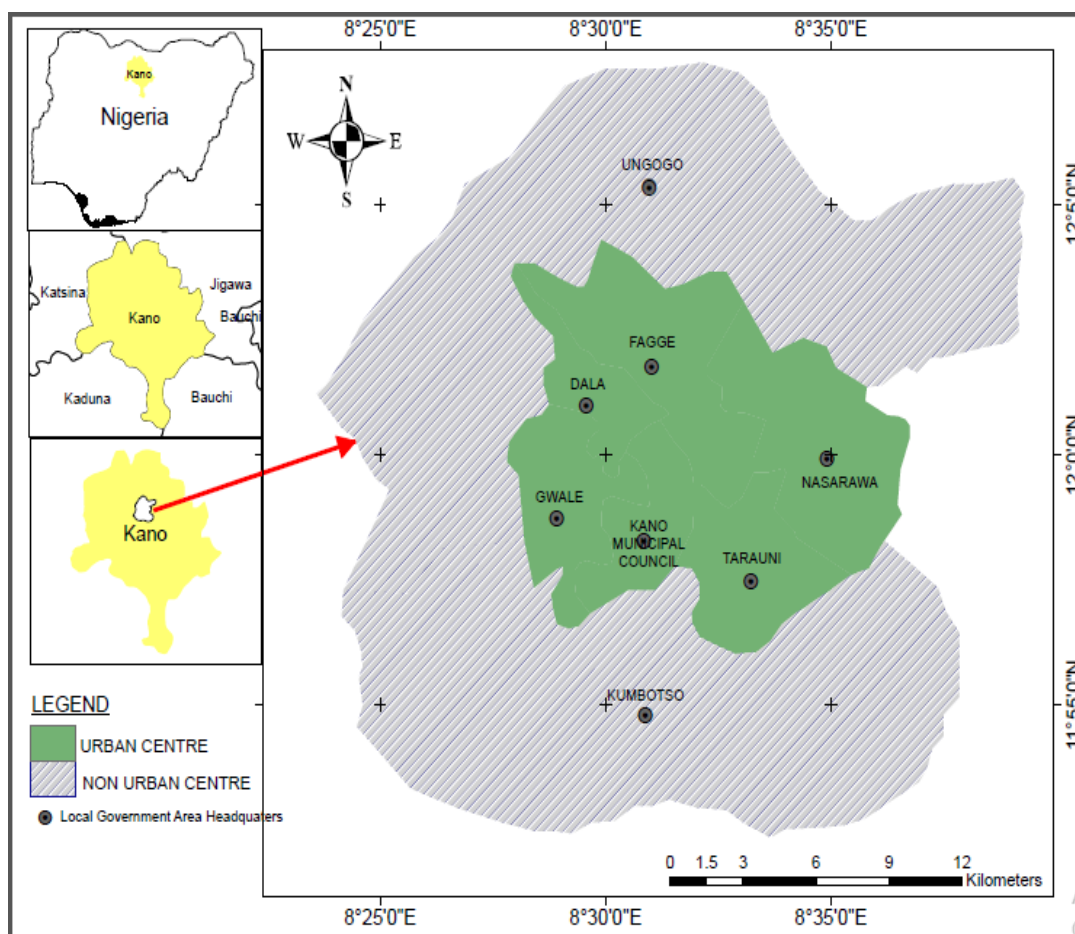 8°25'0"E
8°30'0"E
8°35'0"E
Kano
Nigeria
N
W
E
S
UNGOGO
12°5'0"N
Katsina
Jigawa
Kano
Bauchi
Kaduna
Bauchi
FAGGE
DALA
12°0'0"N
NASARAWA
GWALE
KANO
MUNICIPAL
COUNCIL
TARAUNI
Kano
KUMBOTSO
11°55'0"N
LEGEND
URBAN CENTRE
NON URBAN CENTRE
Local Government Area Headquaters
0 1.5 3 6 9 12
Kilometers
8°25'0"E
8°30'0"E
8°35'0"E